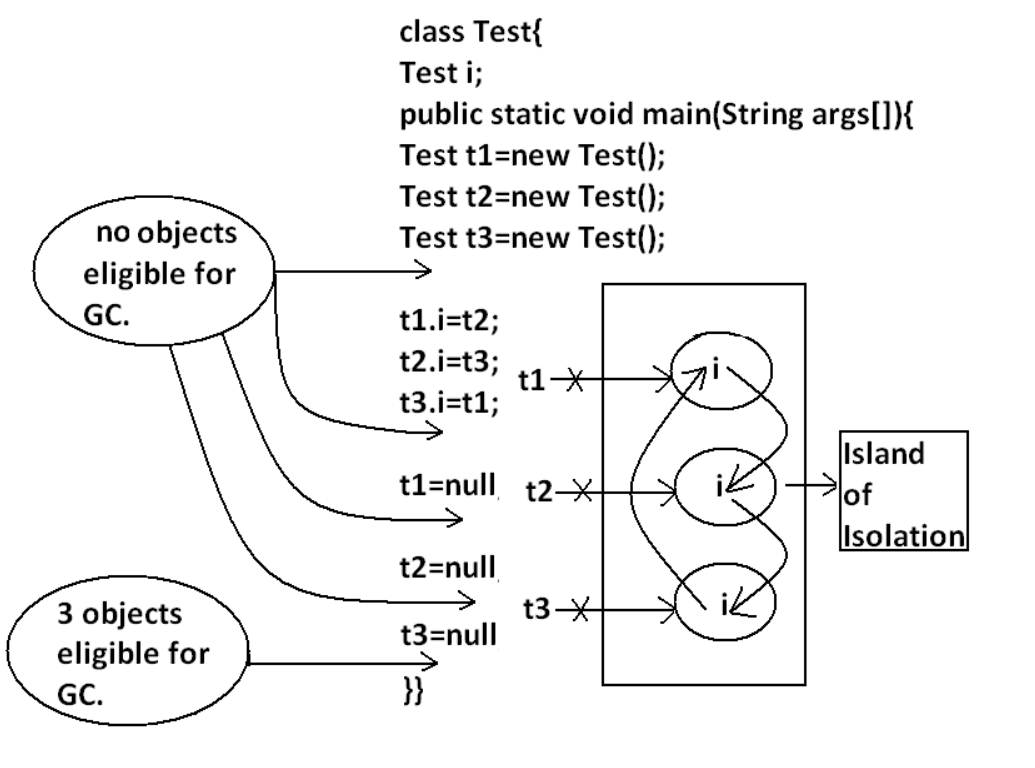 class Test{
Test i;
public static void main(String args[]){
Test t1=new Test();
Test t2=new Test();
Test t3=new Test();
no objects
eligible for
GC.
t1.i=t2;
t2.i=t3;
t3.i=t1;
t1=null
t2=null
t3=null
}}
3 objects
eligible for
GC.
t1
i
t2
i
t3
i
Island
of
Isolation